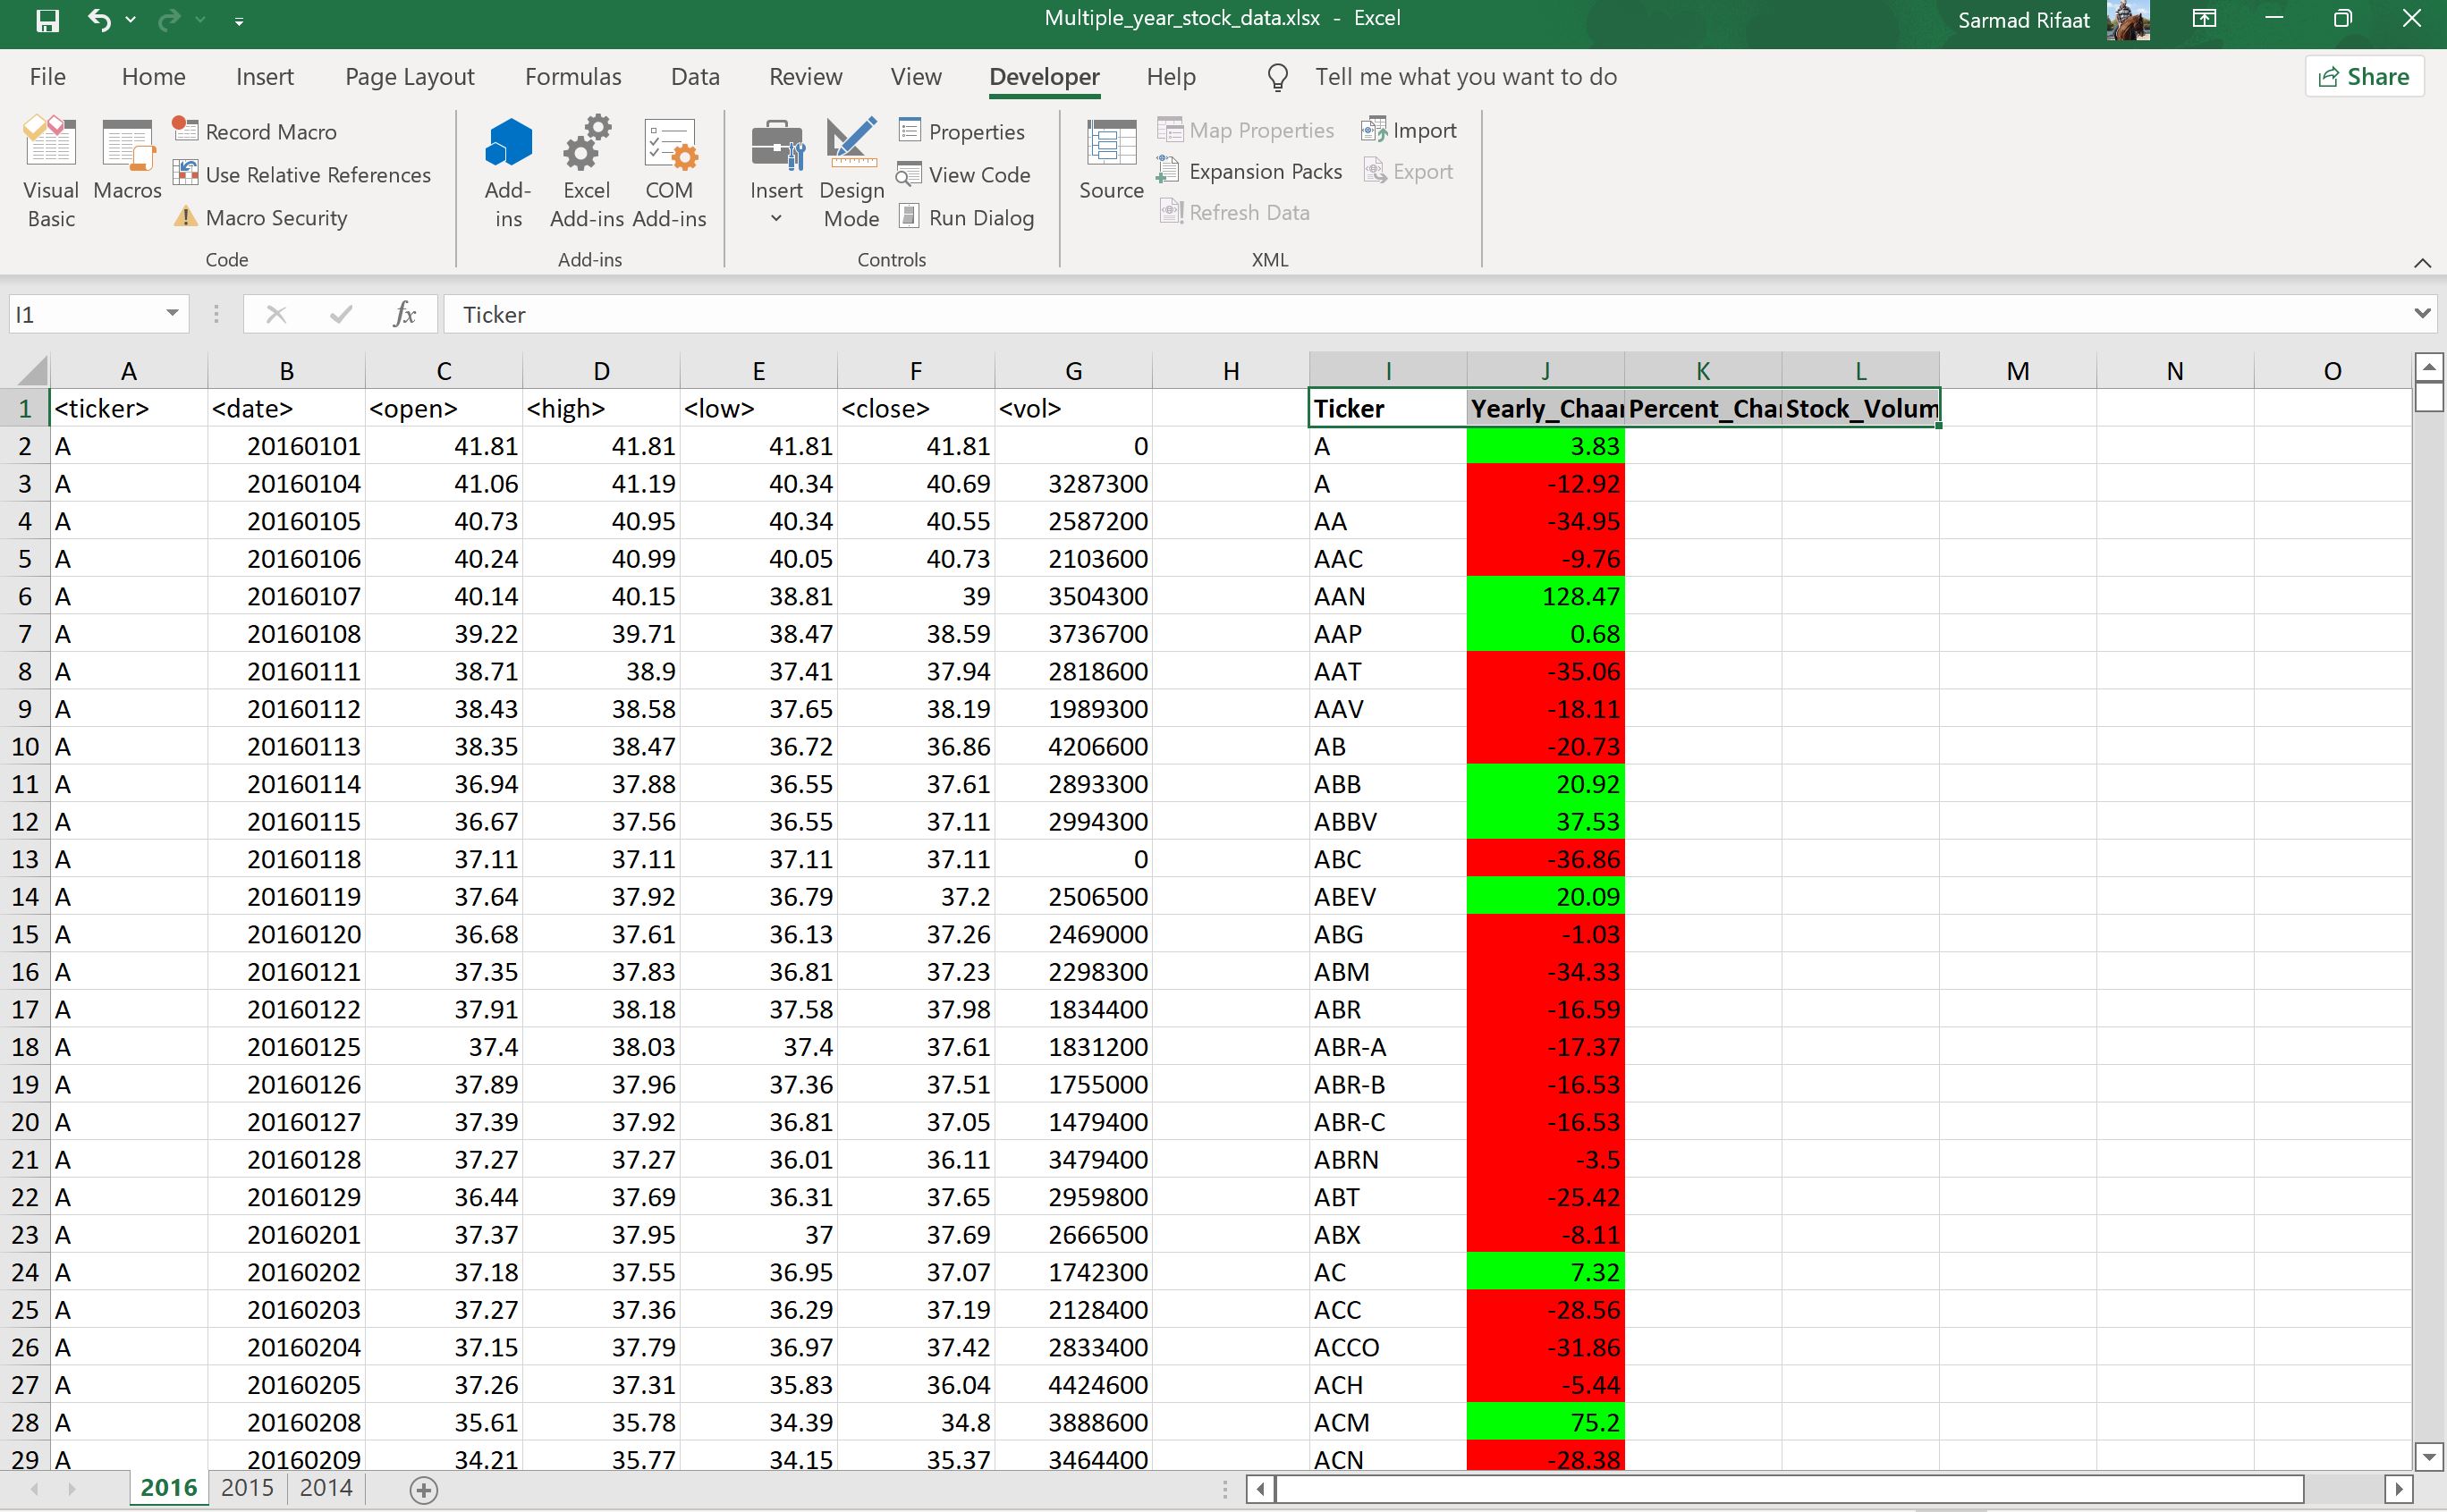 Multiple_year_stock_data.xlsx - Excel
Sarmad Rifaat
File Home Insert Page Layout Formulas Data Review View Developer Help Tell me what you want to do Share
Visual Basic
Macros
Record Macro
Use Relative References
Macro Security
Code
Add-ins
Excel Add-ins
COM Add-ins
Add-ins
Insert
Design Mode
Properties
View Code
Run Dialog
Controls
Source
Map Properties
Expansion Packs
Refresh Data
Import
Export
XML
I1 fx Ticker
A B C D E F G H I J K L M N O
1 <ticker> <date> <open> <high> <low> <close> <vol> Ticker Yearly_Chaa Percent_Cha Stock_Volum
2 A 20160101 41.81 41.81 41.81 41.81 0 A 3.83
3 A 20160104 41.06 41.19 40.34 40.69 3287300 A -12.92
4 A 20160105 40.73 40.95 40.34 40.55 2587200 AA -34.95
5 A 20160106 40.24 40.99 40.05 40.73 2103600 AAC -9.76
6 A 20160107 40.14 40.15 38.81 39 3504300 AAN 128.47
7 A 20160108 39.22 39.71 38.47 38.59 3736700 AAP 0.68
8 A 20160111 38.71 38.9 37.41 37.94 2818600 AAT -35.06
9 A 20160112 38.43 38.58 37.65 38.19 1989300 AAV -18.11
10 A 20160113 38.35 38.47 36.72 36.86 4206600 AB -20.73
11 A 20160114 36.94 37.88 36.55 37.61 2893300 ABB 20.92
12 A 20160115 36.67 37.56 36.55 37.11 2994300 ABBV 37.53
13 A 20160118 37.11 37.11 37.11 37.11 0 ABC -36.86
14 A 20160119 37.64 37.92 36.79 37.2 2506500 ABEV 20.09
15 A 20160120 36.68 37.61 36.13 37.26 2469000 ABG -1.03
16 A 20160121 37.35 37.83 36.81 37.23 2298300 ABM -34.33
17 A 20160122 37.91 38.18 37.58 37.98 1834400 ABR -16.59
18 A 20160125 37.4 38.03 37.4 37.61 1831200 ABR-A -17.37
19 A 20160126 37.89 37.96 37.36 37.51 1755000 ABR-B -16.53
20 A 20160127 37.39 37.92 36.81 37.05 1479400 ABR-C -16.53
21 A 20160128 37.27 37.27 36.01 36.11 3479400 ABRN -3.5
22 A 20160129 36.44 37.69 36.31 37.65 2959800 ABT -25.42
23 A 20160201 37.37 37.95 37 37.69 2666500 ABX -8.11
24 A 20160202 37.18 37.55 36.95 37.07 1742300 AC 7.32
25 A 20160203 37.27 37.36 36.29 37.19 2128400 ACC -28.56
26 A 20160204 37.15 37.79 36.97 37.42 2833400 ACCO -31.86
27 A 20160205 37.26 37.31 35.83 36.04 4424600 ACH -5.44
28 A 20160208 35.61 35.78 34.39 34.8 3888600 ACM 75.2
29 A 20160209 34.21 35.77 34.15 35.37 3464400 ACN -28.38
2016 2015 2014